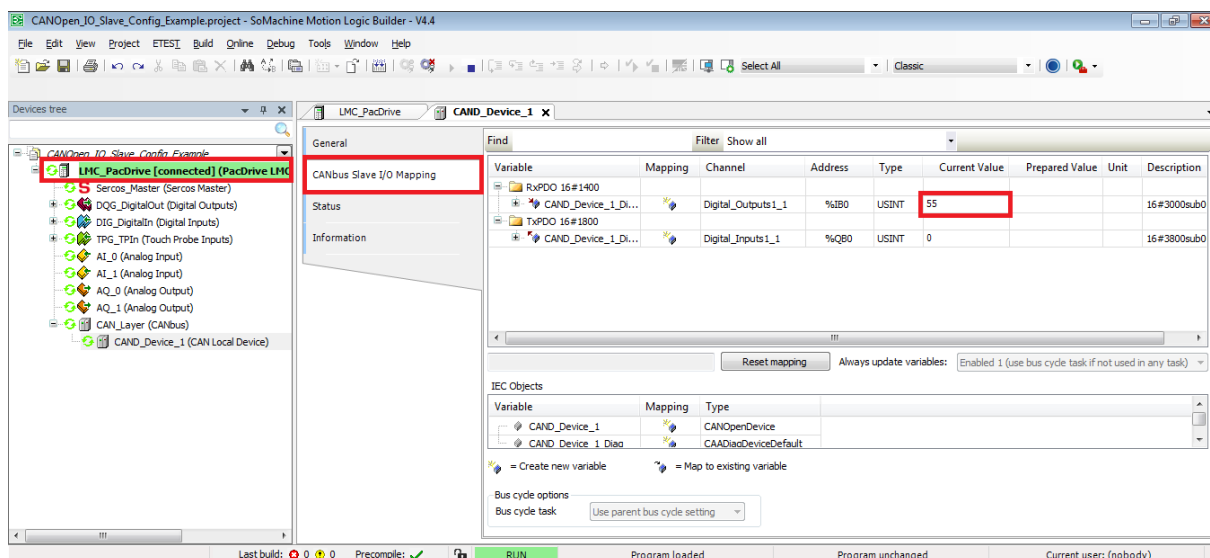 CANOpen_IO_Slave_Config_Example.project - SoMachine Motion Logic Builder - V4.4
File Edit View Project ETEST Build Online Debug Tools Window Help
Select All Classic
Devices tree
LMC_PacDrive CAND_Device_1
CANOpen_IO_Slave_Config_Example
LMC_PacDrive [connected] (PacDrive LMC
Sercos_Master (Sercos Master)
DQG_DigitalOut (Digital Outputs)
DIG_DigitalIn (Digital Inputs)
TPG_TPIn (Touch Probe Inputs)
AI_0 (Analog Input)
AI_1 (Analog Input)
AQ_0 (Analog Output)
AQ_1 (Analog Output)
CAN_Layer (CANbus)
CAND_Device_1 (CAN Local Device)
General
CANbus Slave I/O Mapping
Status
Information
Find Filter Show all
Variable Mapping Channel Address Type Current Value Prepared Value Unit Description
RxPDO 16#1400
CAND_Device_1_Di... Digital_Outputs1_1 %IB0 USINT 55 16#3000sub0
TxPDO 16#1800
CAND_Device_1_Di... Digital_Inputs1_1 %QB0 USINT 0 16#3800sub0
Reset mapping Always update variables: Enabled 1 (use bus cycle task if not used in any task)
IEC Objects
Variable Mapping Type
CAND_Device_1 CANOpenDevice
CAND_Device_1_Diag CAADiagDeviceDefault
= Create new variable = Map to existing variable
Bus cycle options
Bus cycle task Use parent bus cycle setting
Last build: 0 0 Precompile: RUN Program loaded Program unchanged Current user: (nobody)